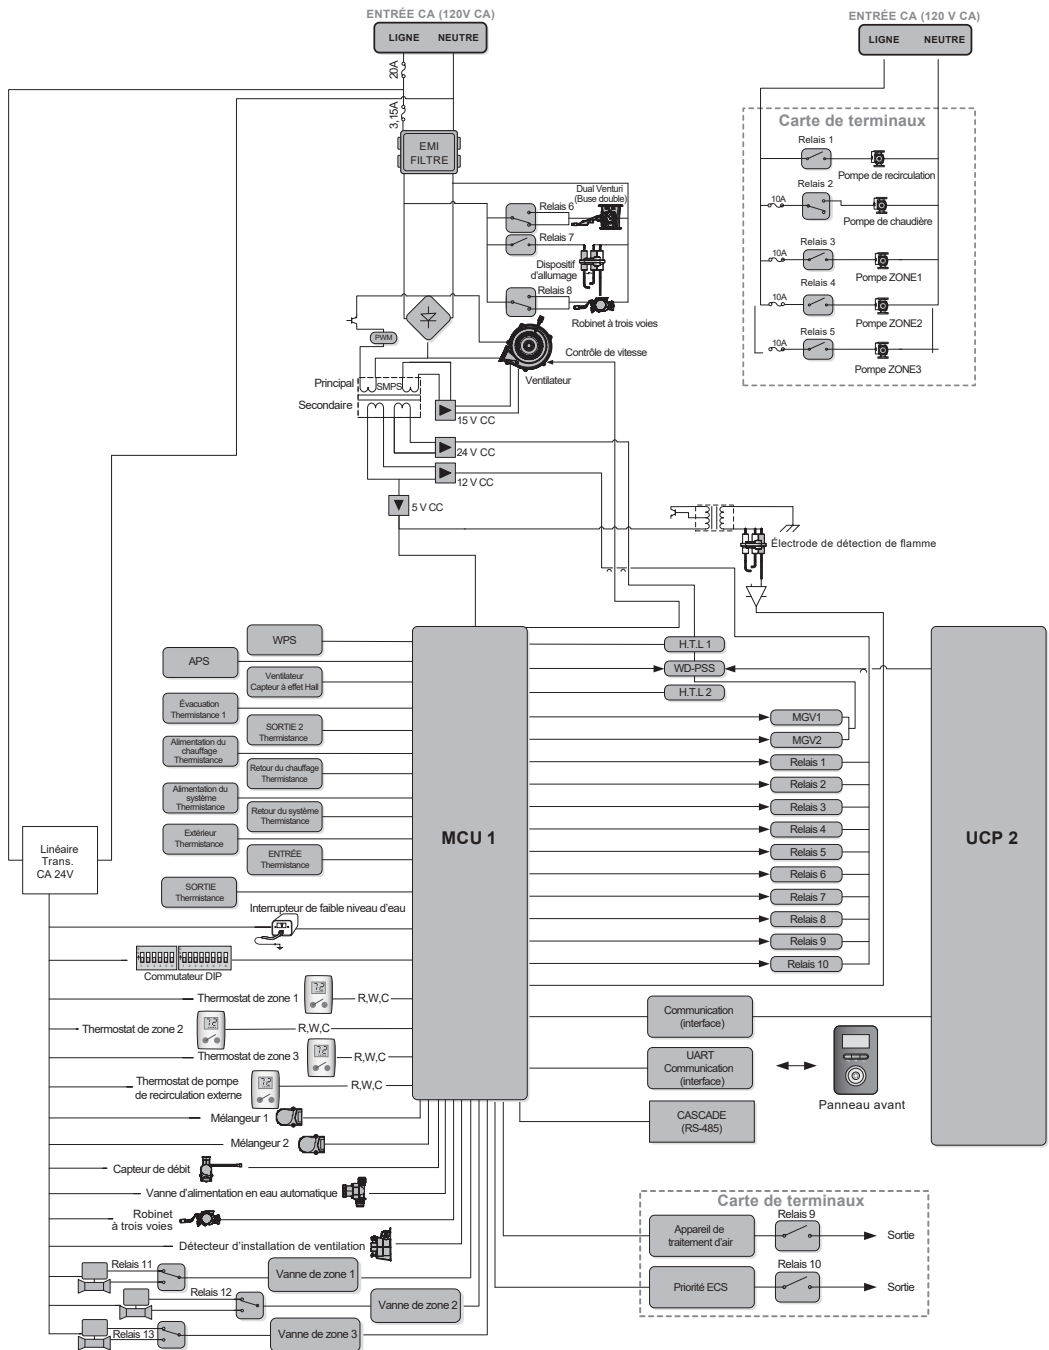 ENTRÉE CA (120V CA)
LIGNE NEUTRE
20A
3,15A
EMI
FILTRE
Dual Venturi
(Buse double)
Relais 6
Relais 7
Dispositif
d'allumage
Relais 8
Robinet à trois voies
PWM
Contrôle de vitesse
Ventilateur
Principal
SMPS
Secondaire
15 V CC
24 V CC
12 V CC
5 V CC
ENTRÉE CA (120 V CA)
LIGNE NEUTRE
Carte de terminaux
Relais 1
Pompe de recirculation
Relais 2
10A
Pompe de chaudière
Relais 3
10A
Pompe ZONE1
Relais 4
10A
Pompe ZONE2
Relais 5
10A
Pompe ZONE3
Électrode de détection de flamme
WPS
APS
Ventilateur
Capteur à effet Hall
Évacuation
Thermistance 1
SORTIE 2
Thermistance
Alimentation du
chauffage
Thermistance
Retour du chauffage
Thermistance
Alimentation du
système
Thermistance
Retour du système
Thermistance
Extérieur
Thermistance
ENTRÉE
Thermistance
SORTIE
Thermistance
Linéaire
Trans.
CA 24V
MCU 1
UCP 2
H.T.L 1
WD-PSS
H.T.L 2
MGV1
MGV2
Relais 1
Relais 2
Relais 3
Relais 4
Relais 5
Relais 6
Relais 7
Relais 8
Relais 9
Relais 10
Interrupteur de faible niveau d'eau
Commutateur DIP
Thermostat de zone 1
R,W,C
Thermostat de zone 2
R,W,C
Thermostat de zone 3
R,W,C
Thermostat de pompe
de recirculation externe
R,W,C
Mélangeur 1
Mélangeur 2
Capteur de débit
Vanne d'alimentation en eau automatique
Robinet
à trois voies
Détecteur d'installation de ventilation
Relais 11
Vanne de zone 1
Relais 12
Vanne de zone 2
Relais 13
Vanne de zone 3
Communication
(interface)
UART
Communication
(interface)
CASCADE
(RS-485)
Panneau avant
Carte de terminaux
Appareil de
traitement d'air
Relais 9
Sortie
Priorité ECS
Relais 10
Sortie